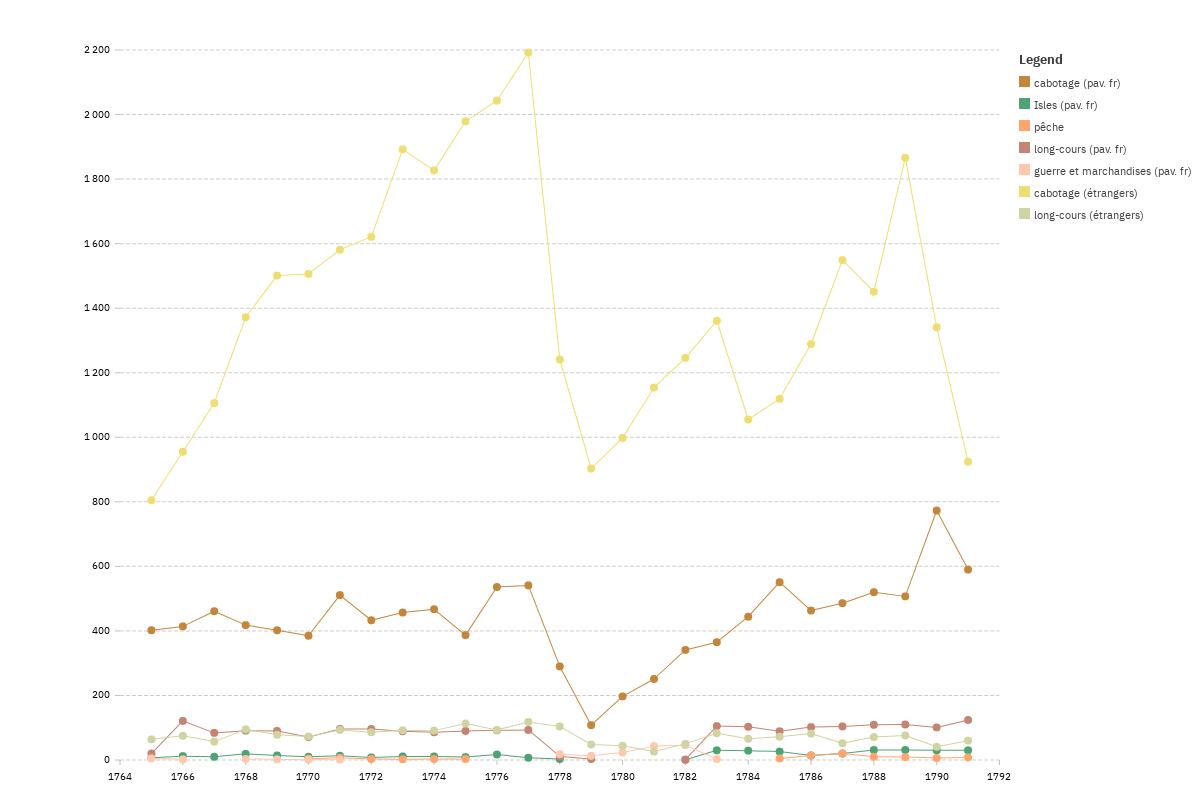 Legend
cabotage (pav. fr)
Isles (pav. fr)
pêche
long-cours (pav. fr)
guerre et marchandises (pav. fr)
cabotage (étrangers)
long-cours (étrangers)
2 200
2 000
1 800
1 600
1 400
1 200
1 000
800
600
400
200
0
1764 1766 1768 1770 1772 1774 1776 1778 1780 1782 1784 1786 1788 1790 1792